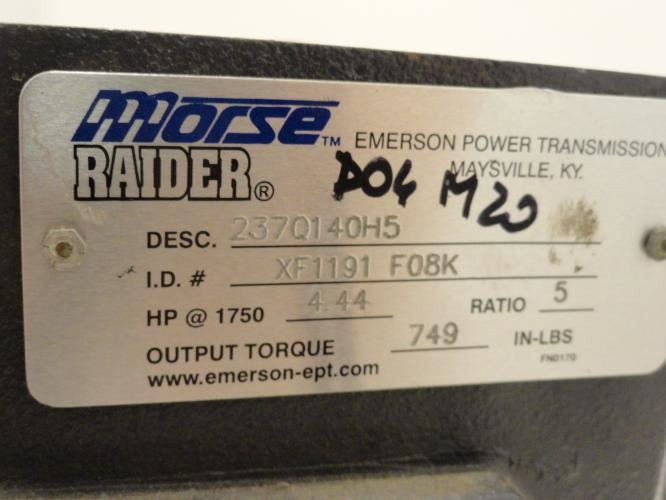 morse™ EMERSON POWER TRANSMISSION
RAIDER® MAYSVILLE, KY.
DO4 M20
DESC. 237Q140H5
I.D. # XF1191 F08K
HP @ 1750 4.44 RATIO 5
OUTPUT TORQUE 749 IN-LBS
www.emerson-ept.com FN0170